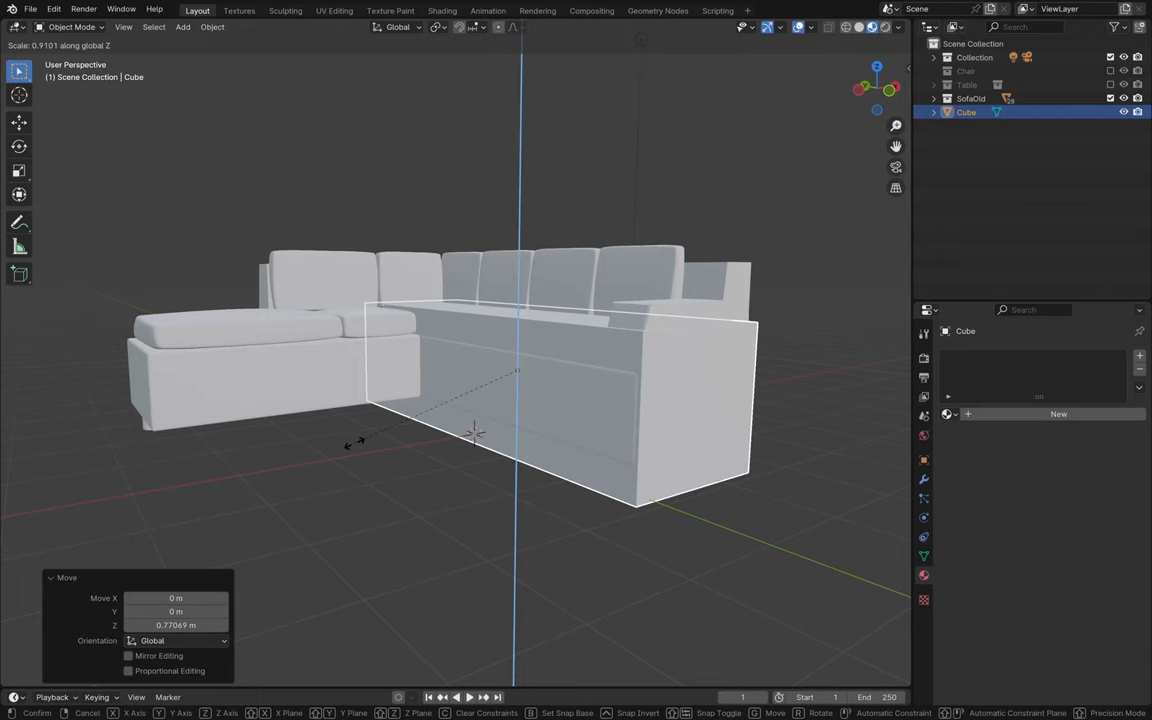 File Edit Render Window Help Layout Textures Sculpting UV Editing Texture Paint Shading Animation Rendering Compositing Geometry Nodes Scripting Scene ViewLayer
Object Mode View Select Add Object Global Search
Scale: 0.9101 along global Z
User Perspective
(1) Scene Collection | Cube
Z
Scene Collection
Collection
Chair
Table
SofaOld
28
Cube
Search
Cube
New
Move
Move X 0 m
Y 0 m
Z 0.77069 m
Orientation Global
Mirror Editing
Proportional Editing
Playback Keying View Marker 1 Start 1 End 250
Confirm Cancel X X Axis Y Y Axis Z Z Axis X X Plane Y Y Plane Z Z Plane C Clear Constraints B Set Snap Base Snap Invert Snap Toggle G Move R Rotate Automatic Constraint Automatic Constraint Plane Precision Mode